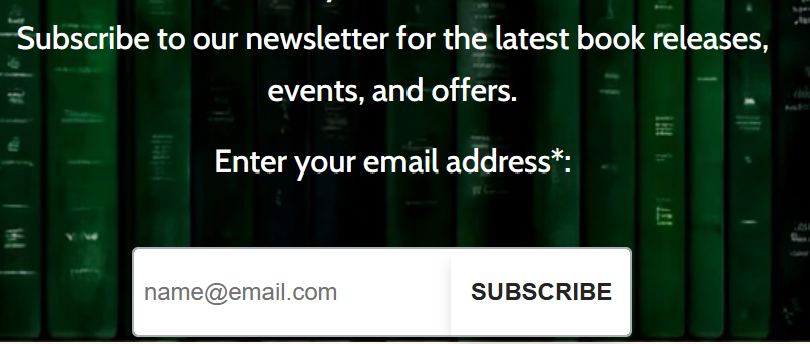 Subscribe to our newsletter for the latest book releases,
events, and offers.
Enter your email address*:
name@email.com SUBSCRIBE